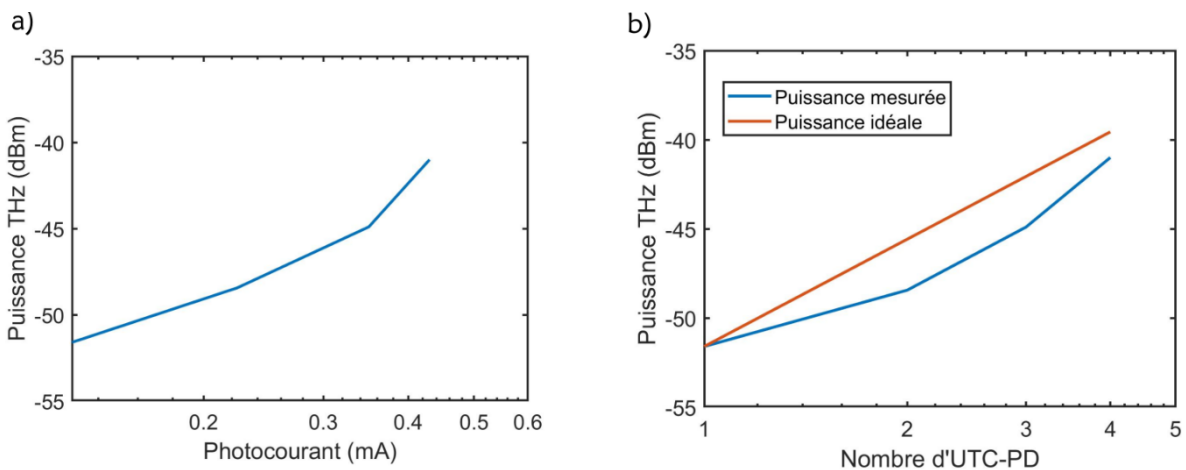 a)
-35
-40
-45
-50
-55
Puissance THz (dBm)
0.2
0.3
0.4
0.5
0.6
Photocourant (mA)
b)
-35
-40
-45
-50
-55
Puissance THz (dBm)
Puissance mesurée
Puissance idéale
1
2
3
4
5
Nombre d'UTC-PD